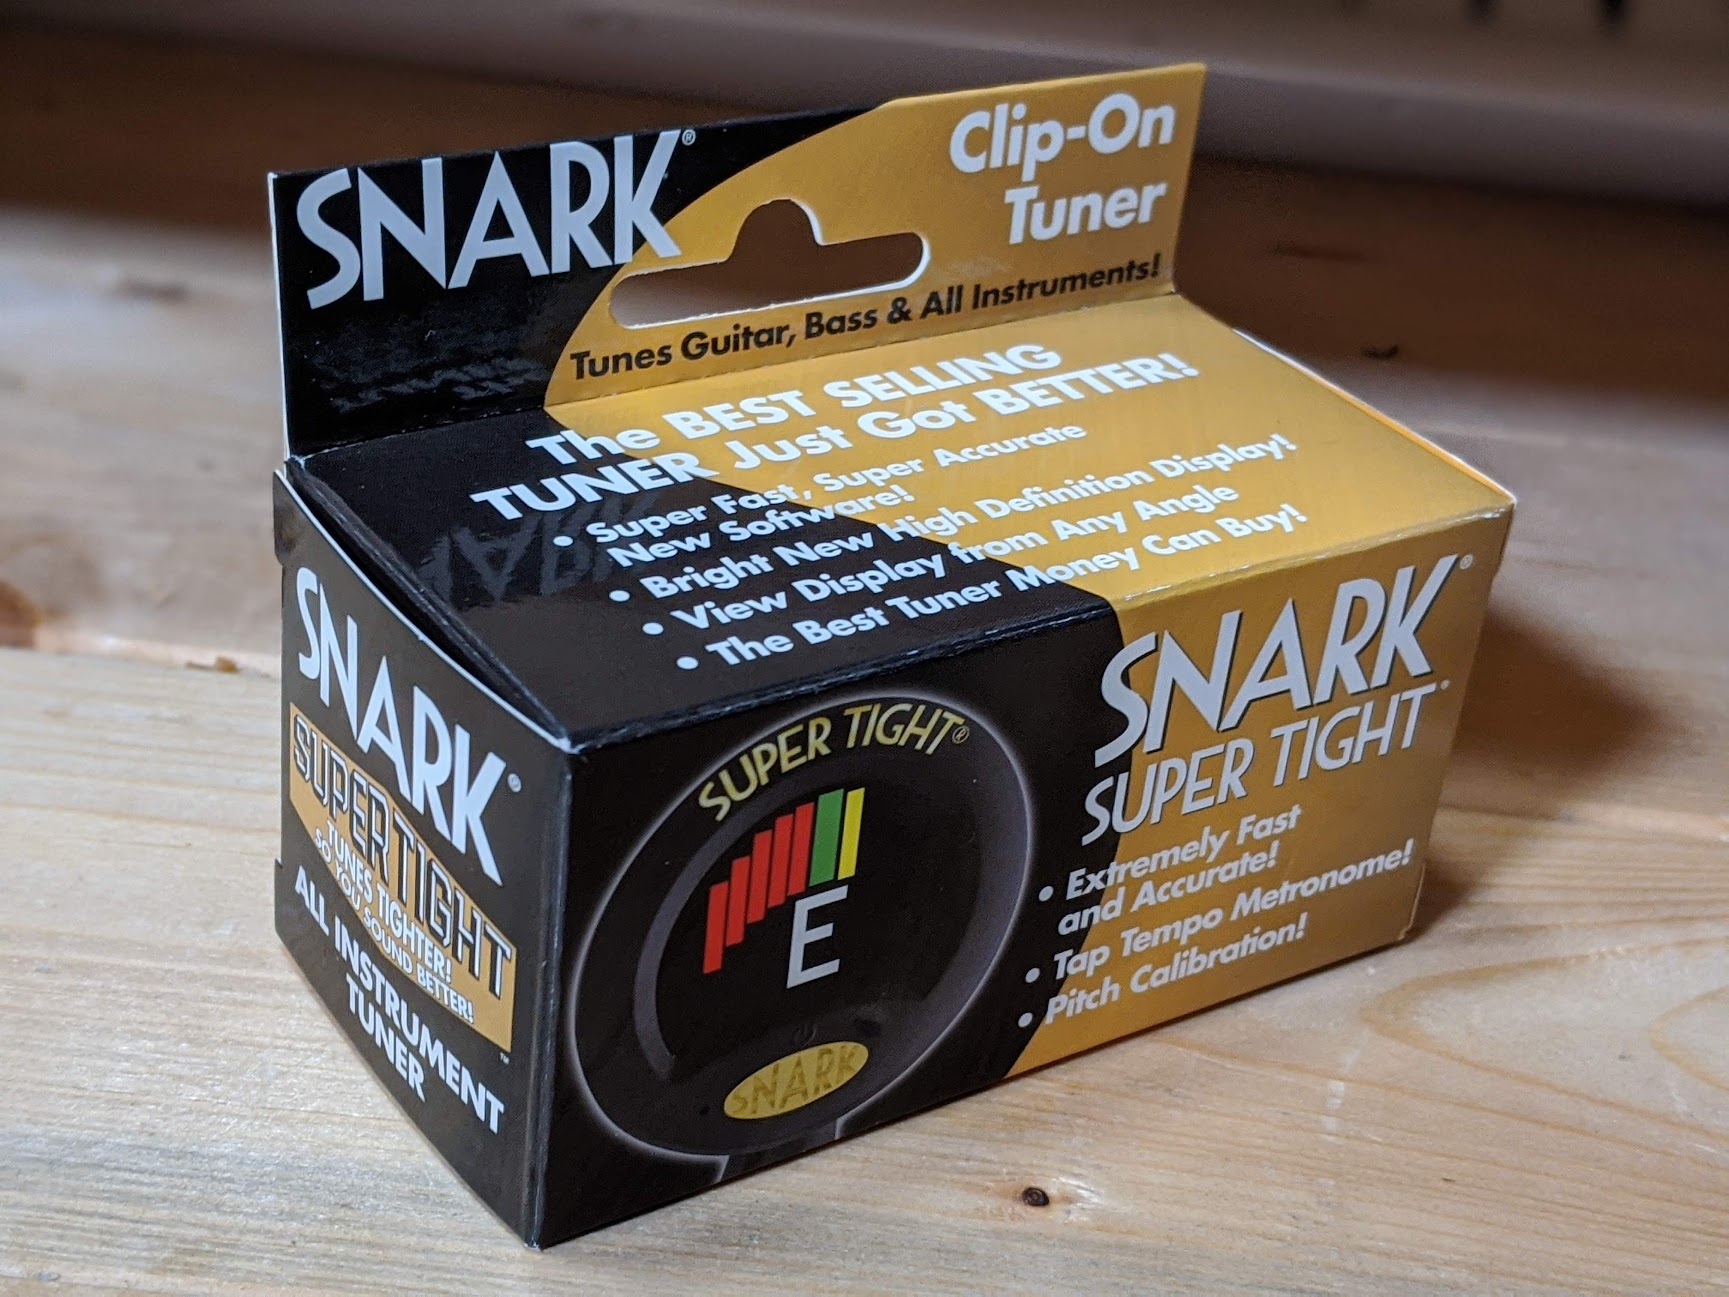 SNARK®
Clip-On
Tuner
Tunes Guitar, Bass & All Instruments!
The BEST SELLING
TUNER Just Got BETTER!
• Super Fast, Super Accurate
New Software!
• Bright New High Definition Display!
• View Display from Any Angle
• The Best Tuner Money Can Buy!
SNARK®
SUPER TIGHT
TUNES TIGHTER!
SO YOU SOUND BETTER!
™
ALL INSTRUMENT
TUNER
SUPER TIGHT®
E
SNARK
SNARK®
SUPER TIGHT®
• Extremely Fast
and Accurate!
• Tap Tempo Metronome!
• Pitch Calibration!